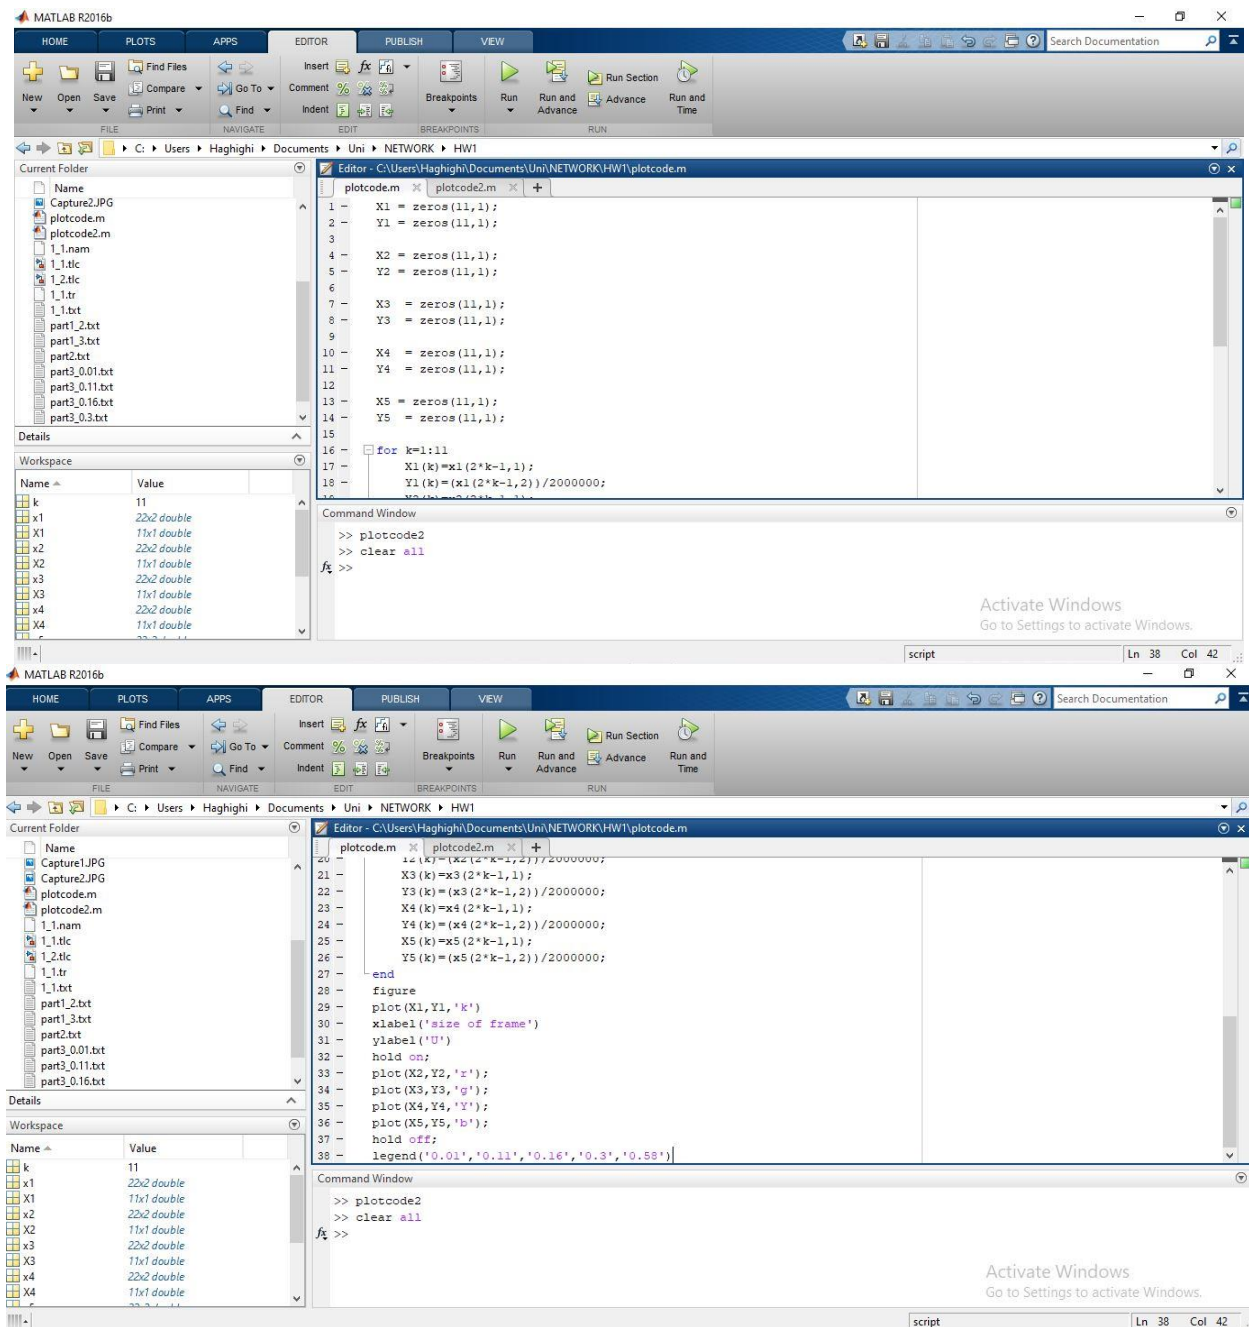 MATLAB R2016b
HOME PLOTS APPS EDITOR PUBLISH VIEW Search Documentation
New Open Save Find Files Compare Print Go To Find Insert fx Comment Indent Breakpoints Run Run and Advance Run Section Advance Run and Time
FILE NAVIGATE EDIT BREAKPOINTS RUN
C: Users Haghighi Documents Uni NETWORK HW1
Current Folder
Name
Capture2.JPG
plotcode.m
plotcode2.m
1_1.nam
1_1.tlc
1_2.tlc
1_1.tr
1_1.txt
part1_2.txt
part1_3.txt
part2.txt
part3_0.01.txt
part3_0.11.txt
part3_0.16.txt
part3_0.3.txt
Details
Workspace
Name Value
k 11
x1 22x2 double
X1 11x1 double
x2 22x2 double
X2 11x1 double
x3 22x2 double
X3 11x1 double
x4 22x2 double
X4 11x1 double
Editor - C:\Users\Haghighi\Documents\Uni\NETWORK\HW1\plotcode.m
plotcode.m plotcode2.m +
1 - X1 = zeros(11,1);
2 - Y1 = zeros(11,1);
3
4 - X2 = zeros(11,1);
5 - Y2 = zeros(11,1);
6
7 - X3 = zeros(11,1);
8 - Y3 = zeros(11,1);
9
10 - X4 = zeros(11,1);
11 - Y4 = zeros(11,1);
12
13 - X5 = zeros(11,1);
14 - Y5 = zeros(11,1);
15
16 - for k=1:11
17 - X1(k)=x1(2*k-1,1);
18 - Y1(k)=(x1(2*k-1,2))/2000000;
Command Window
>> plotcode2
>> clear all
fx >>
Activate Windows
Go to Settings to activate Windows.
script Ln 38 Col 42
MATLAB R2016b
HOME PLOTS APPS EDITOR PUBLISH VIEW Search Documentation
New Open Save Find Files Compare Print Go To Find Insert fx Comment Indent Breakpoints Run Run and Advance Run Section Advance Run and Time
FILE NAVIGATE EDIT BREAKPOINTS RUN
C: Users Haghighi Documents Uni NETWORK HW1
Current Folder
Name
Capture1.JPG
Capture2.JPG
plotcode.m
plotcode2.m
1_1.nam
1_1.tlc
1_2.tlc
1_1.tr
1_1.txt
part1_2.txt
part1_3.txt
part2.txt
part3_0.01.txt
part3_0.11.txt
part3_0.16.txt
Details
Workspace
Name Value
k 11
x1 22x2 double
X1 11x1 double
x2 22x2 double
X2 11x1 double
x3 22x2 double
X3 11x1 double
x4 22x2 double
X4 11x1 double
Editor - C:\Users\Haghighi\Documents\Uni\NETWORK\HW1\plotcode.m
plotcode.m plotcode2.m +
20 - Y2(k)=(x2(2*k-1,2))/2000000;
21 - X3(k)=x3(2*k-1,1);
22 - Y3(k)=(x3(2*k-1,2))/2000000;
23 - X4(k)=x4(2*k-1,1);
24 - Y4(k)=(x4(2*k-1,2))/2000000;
25 - X5(k)=x5(2*k-1,1);
26 - Y5(k)=(x5(2*k-1,2))/2000000;
27 - end
28 - figure
29 - plot(X1,Y1,'k')
30 - xlabel('size of frame')
31 - ylabel('U')
32 - hold on;
33 - plot(X2,Y2,'r');
34 - plot(X3,Y3,'g');
35 - plot(X4,Y4,'Y');
36 - plot(X5,Y5,'b');
37 - hold off;
38 - legend('0.01','0.11','0.16','0.3','0.58')
Command Window
>> plotcode2
>> clear all
fx >>
Activate Windows
Go to Settings to activate Windows.
script Ln 38 Col 42